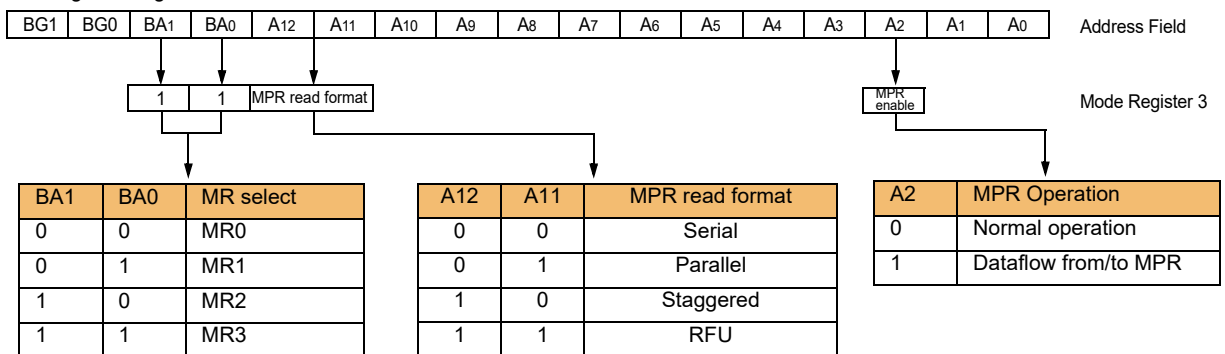 BG1 BG0 BA1 BA0 A12 A11 A10 A9 A8 A7 A6 A5 A4 A3 A2 A1 A0 Address Field
1 1 MPR read format MPR enable Mode Register 3
BA1 BA0 MR select
0 0 MR0
0 1 MR1
1 0 MR2
1 1 MR3
A12 A11 MPR read format
0 0 Serial
0 1 Parallel
1 0 Staggered
1 1 RFU
A2 MPR Operation
0 Normal operation
1 Dataflow from/to MPR